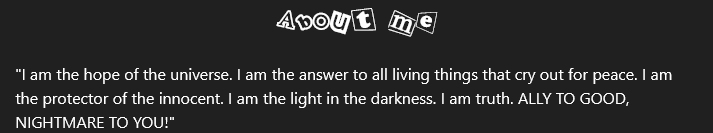 About me
"I am the hope of the universe. I am the answer to all living things that cry out for peace. I am
the protector of the innocent. I am the light in the darkness. I am truth. ALLY TO GOOD,
NIGHTMARE TO YOU!"